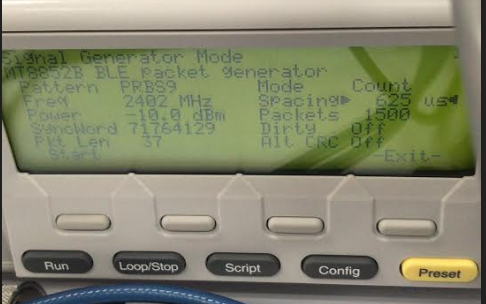 Signal Generator Mode
MT8852B BLE packet generator
Pattern PRBS9 Mode Count
Freq 2402 MHz Spacing▶ 625 us◀
Power -10.0 dBm Packets 1500
SyncWord 71764129 Dirty Off
Pkt Len 37 Alt CRC Off
Start -Exit-
Run Loop/Stop Script Config Preset